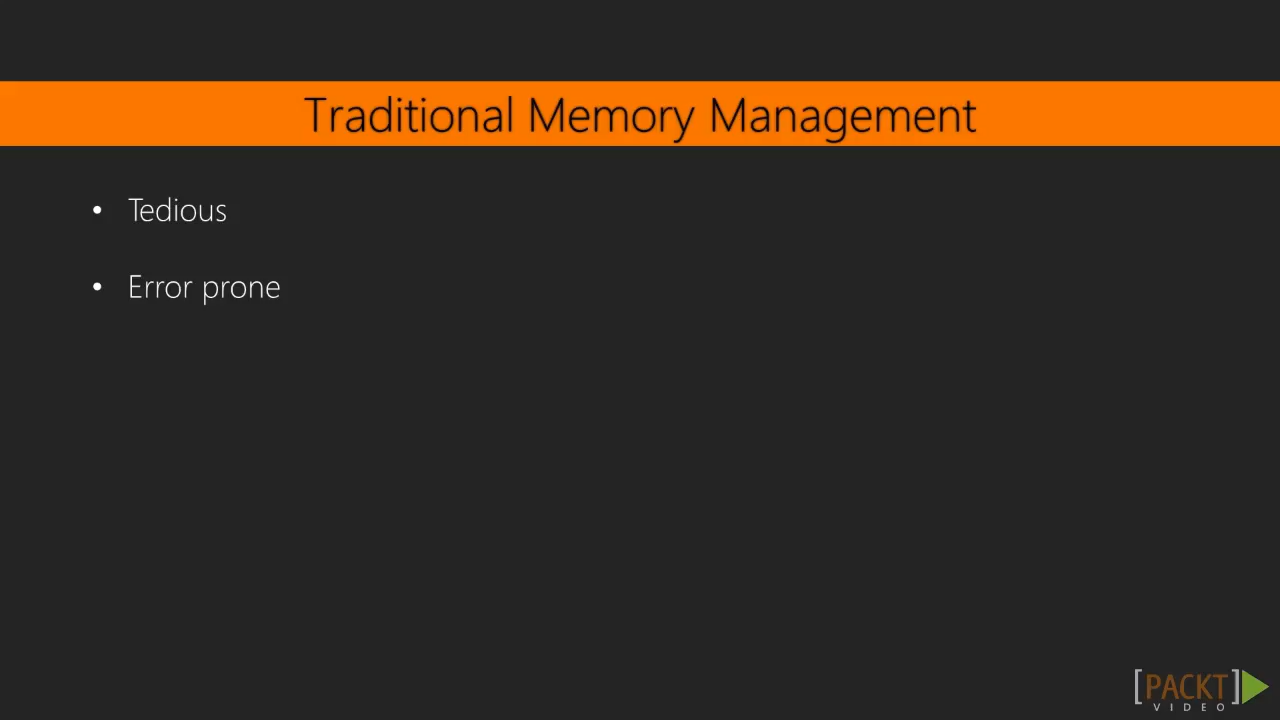 Traditional Memory Management
• Tedious
• Error prone
[PACKT]
VIDEO